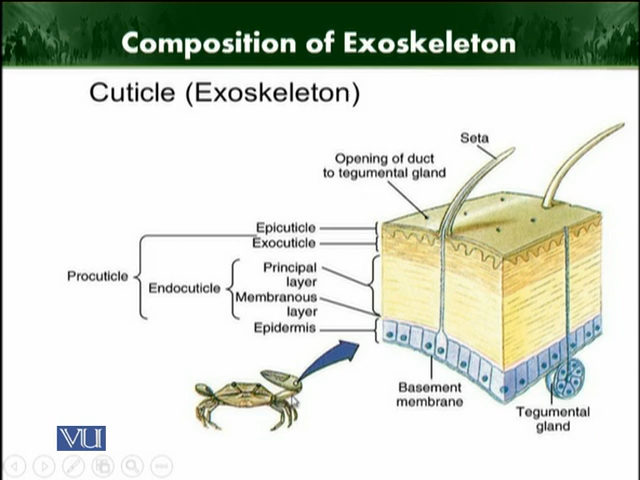 Composition of Exoskeleton
Cuticle (Exoskeleton)
Seta
Opening of duct
to tegumental gland
Epicuticle
Exocuticle
Procuticle
Endocuticle
Principal
layer
Membranous
layer
Epidermis
Basement
membrane
Tegumental
gland
VU